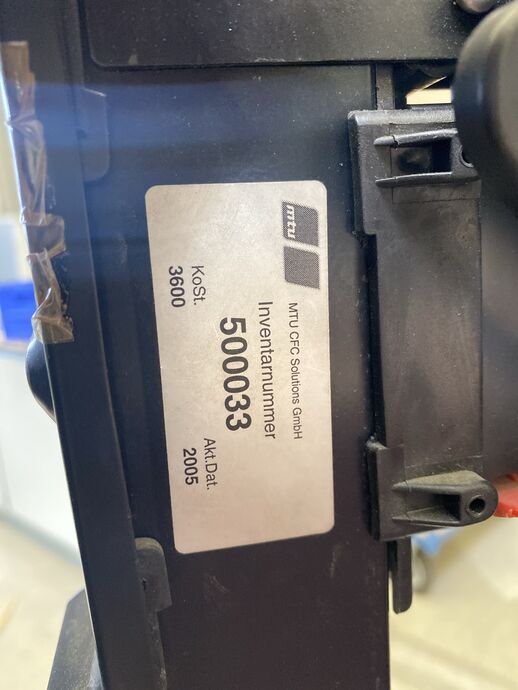 mtu
MTU CFC Solutions GmbH
Inventarnummer
500033
KoSt. Akt.Dat.
3600 2005